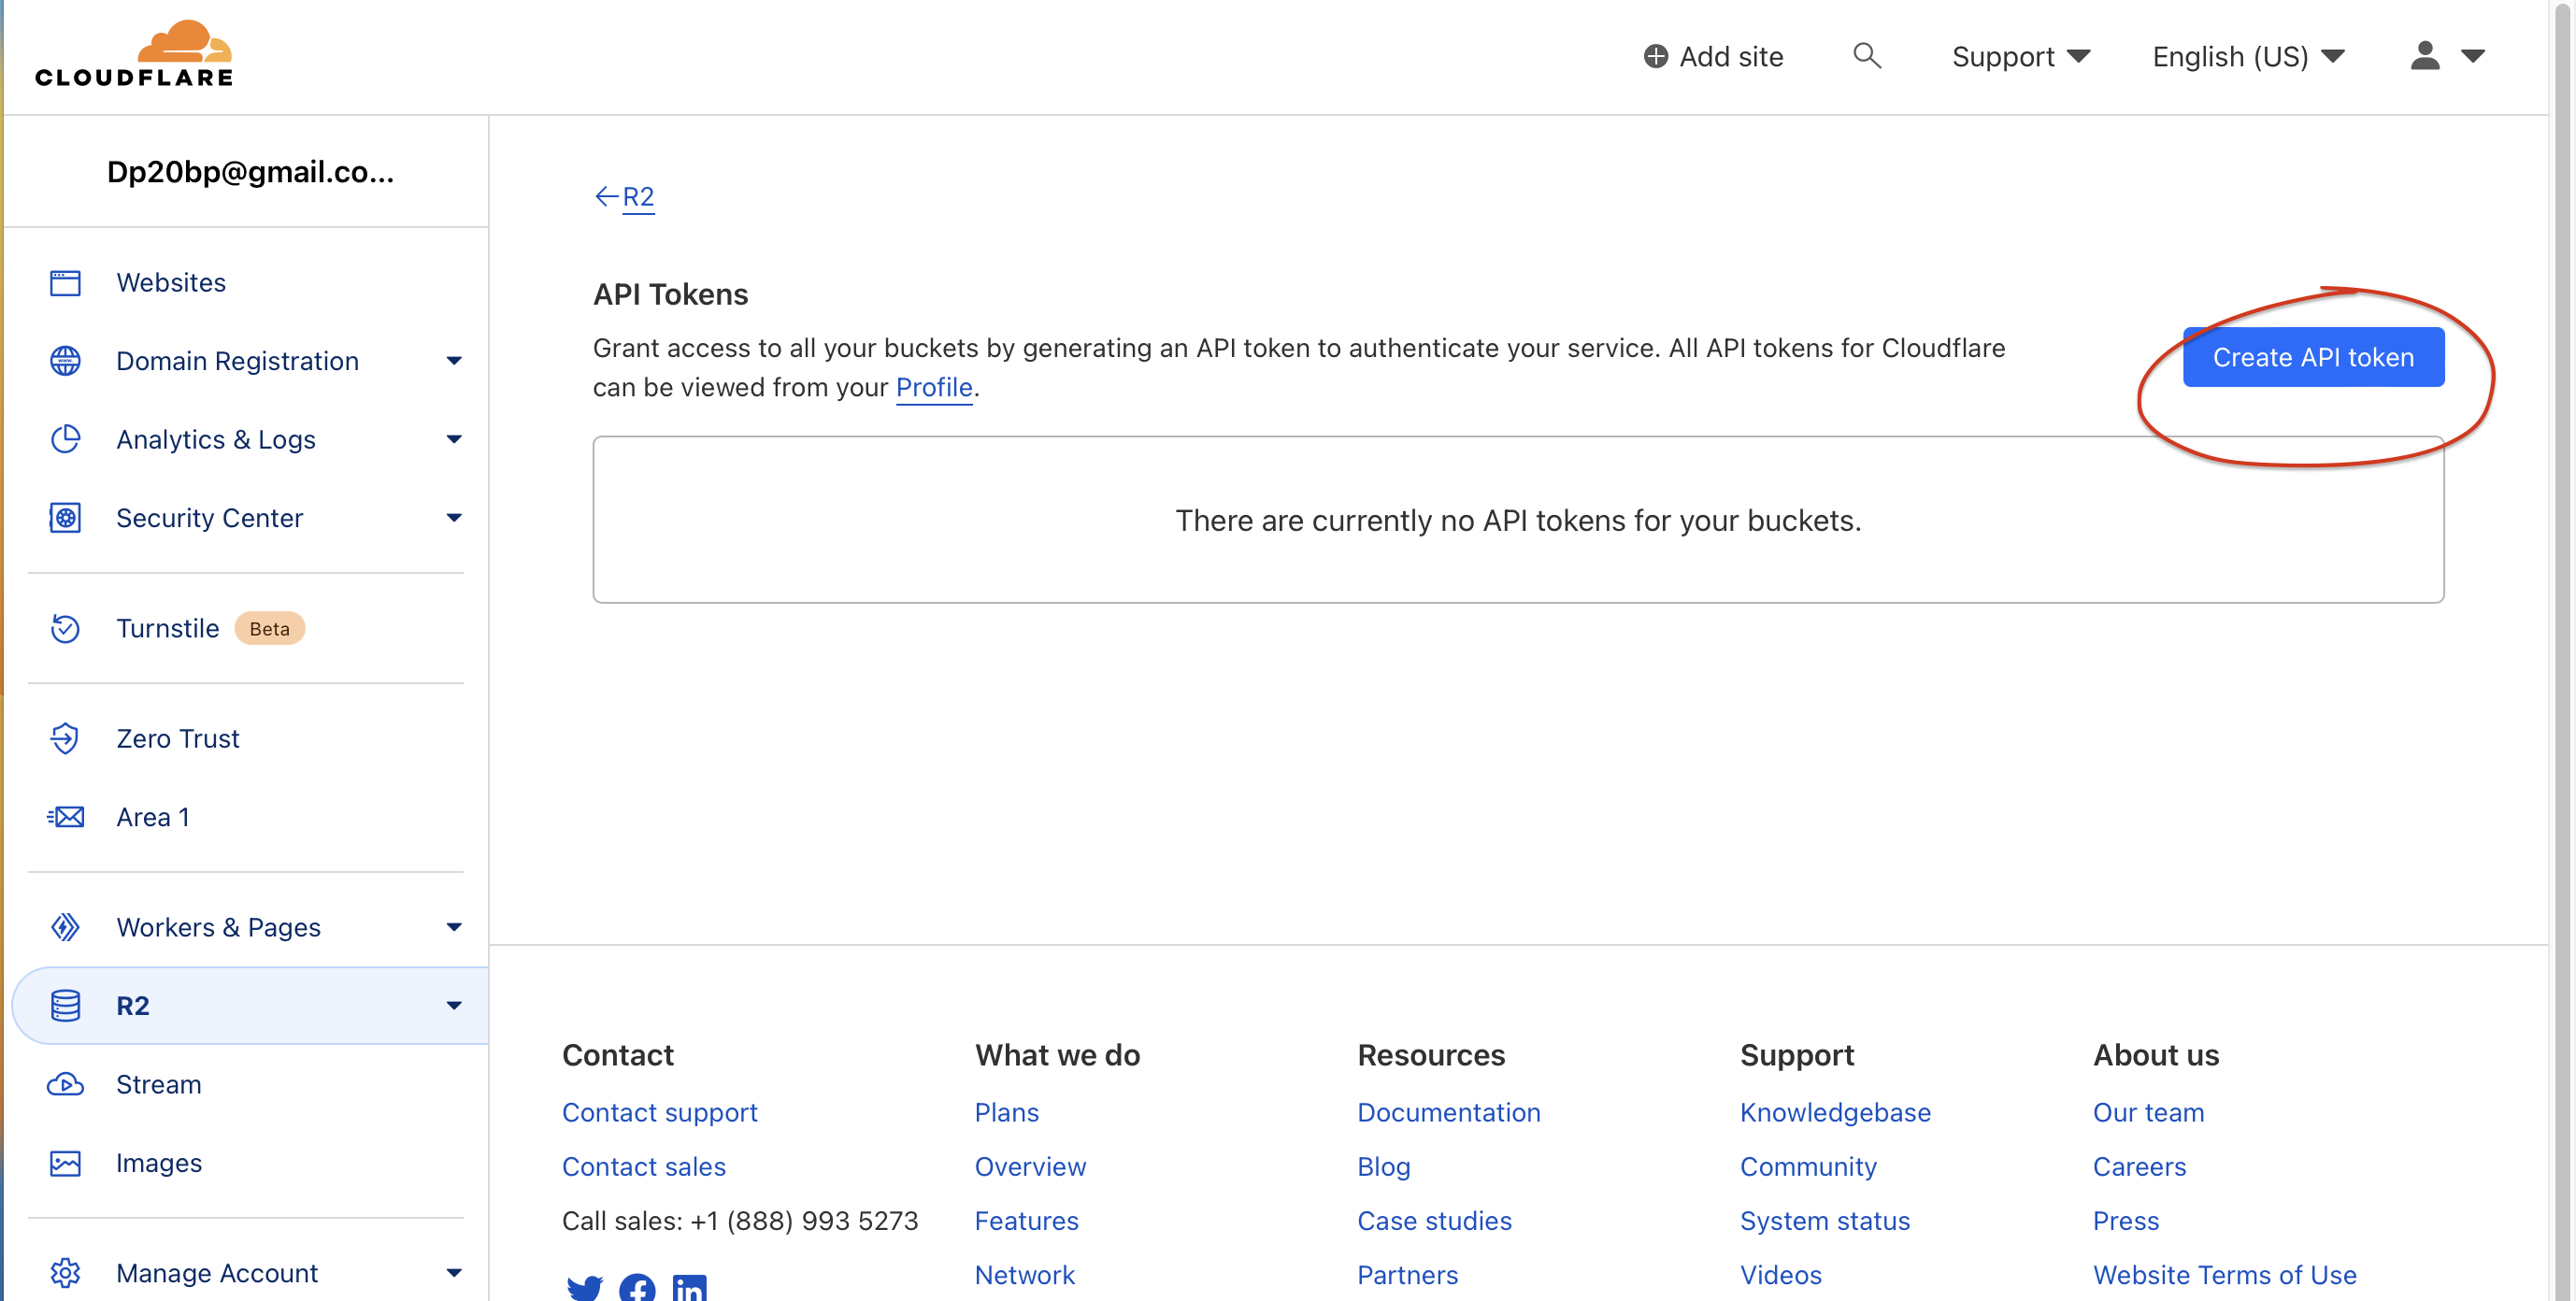 CLOUDFLARE
Add site
Support
English (US)
Dp20bp@gmail.co...
Websites
Domain Registration
Analytics & Logs
Security Center
Turnstile Beta
Zero Trust
Area 1
Workers & Pages
R2
Stream
Images
Manage Account
R2
API Tokens
Grant access to all your buckets by generating an API token to authenticate your service. All API tokens for Cloudflare
can be viewed from your Profile.
Create API token
There are currently no API tokens for your buckets.
Contact
Contact support
Contact sales
Call sales: +1 (888) 993 5273
What we do
Plans
Overview
Features
Network
Resources
Documentation
Blog
Case studies
Partners
Support
Knowledgebase
Community
System status
Videos
About us
Our team
Careers
Press
Website Terms of Use